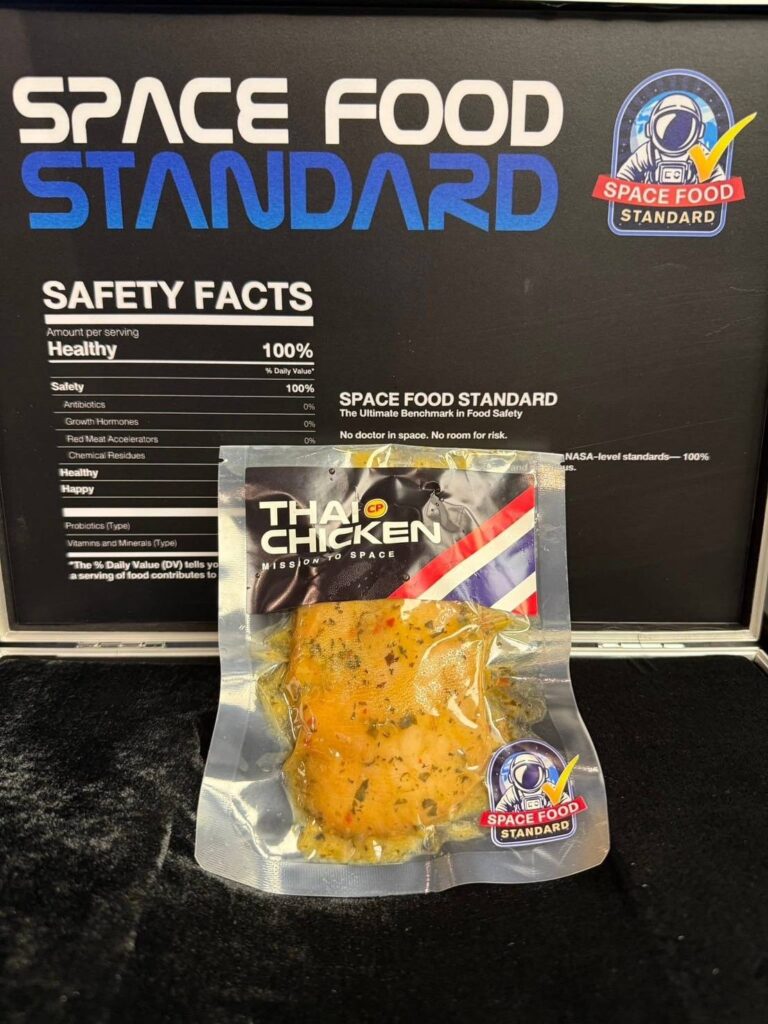 SPACE FOOD
STANDARD
SPACE FOOD
STANDARD
SAFETY FACTS
Amount per serving
Healthy 100%
% Daily Value*
Safety 100%
Antibiotics 0%
Growth Hormones 0%
Red Meat Accelerators 0%
Chemical Residues
Healthy
Happy
Probiotics (Type)
Vitamins and Minerals (Type)
*The % Daily Value (DV) tells yo
a serving of food contributes to
SPACE FOOD STANDARD
The Ultimate Benchmark in Food Safety
No doctor in space. No room for risk.
NASA-level standards— 100%
and
us.
THAI CP
CHICKEN
MISSION TO SPACE
SPACE FOOD
STANDARD